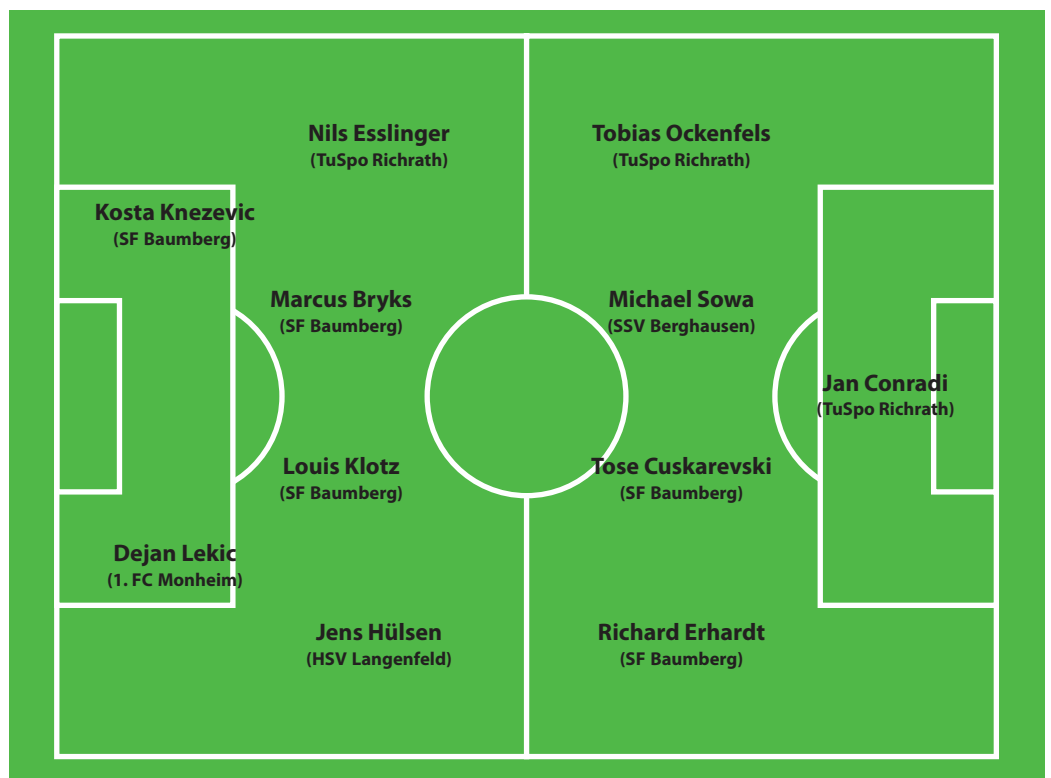 Nils Esslinger
(TuSpo Richrath)
Tobias Ockenfels
(TuSpo Richrath)
Kosta Knezevic
(SF Baumberg)
Marcus Bryks
(SF Baumberg)
Michael Sowa
(SSV Berghausen)
Jan Conradi
(TuSpo Richrath)
Louis Klotz
(SF Baumberg)
Tose Cuskarevski
(SF Baumberg)
Dejan Lekic
(1. FC Monheim)
Jens Hülsen
(HSV Langenfeld)
Richard Erhardt
(SF Baumberg)